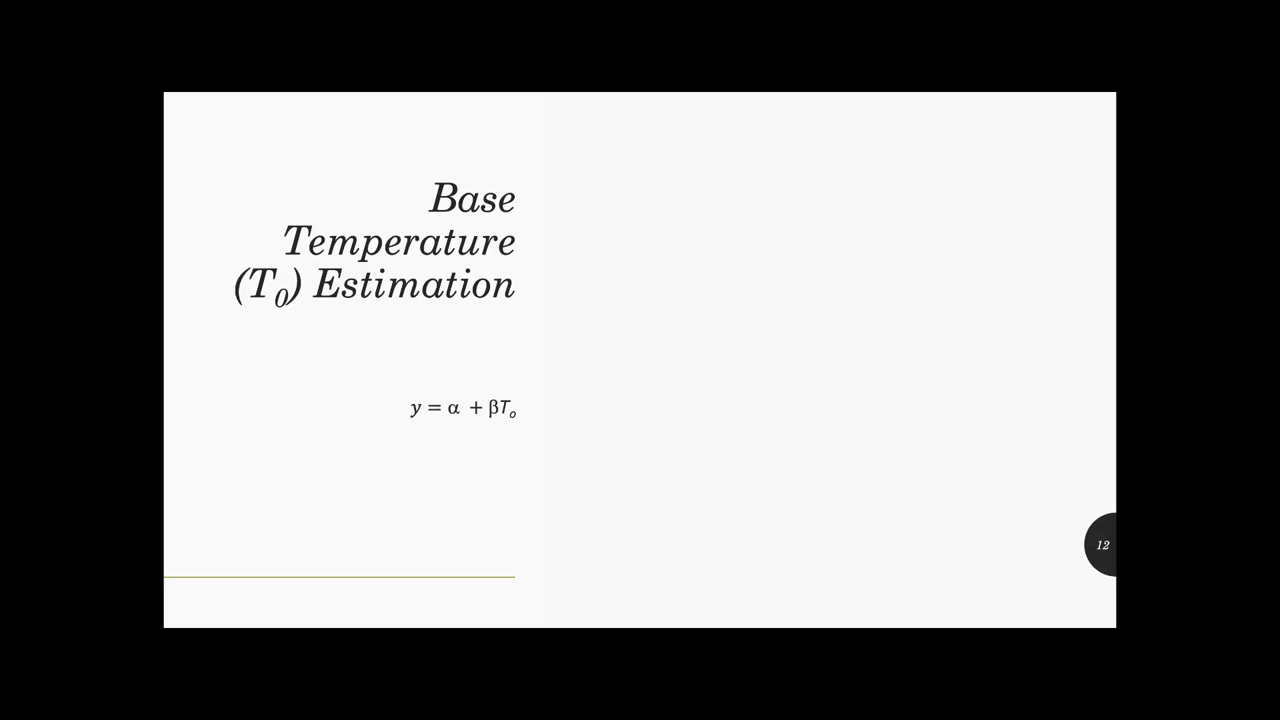 Base
Temperature
(T₀) Estimation
y = α + βTₒ
12